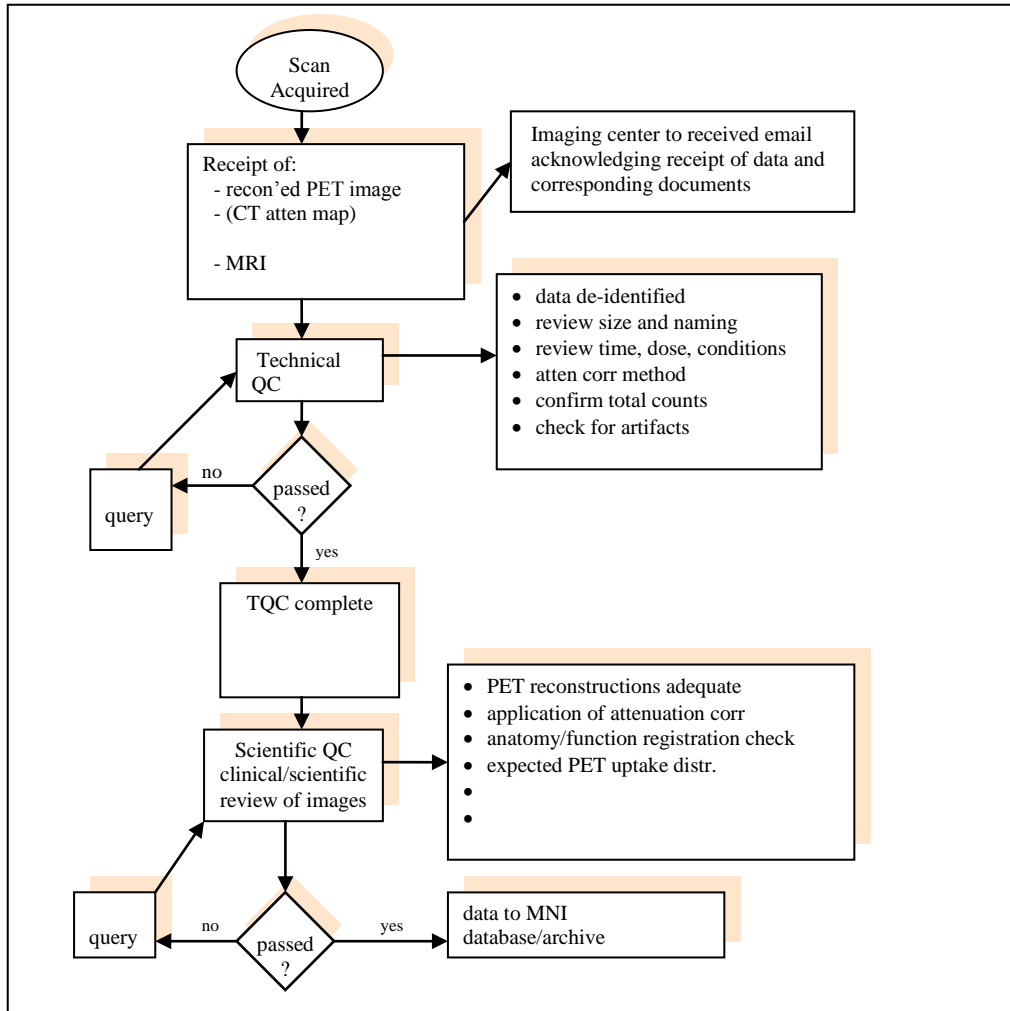 Scan
Acquired
Receipt of:
- recon’ed PET image
- (CT atten map)
- MRI
Imaging center to received email
acknowledging receipt of data and
corresponding documents
Technical
QC
• data de-identified
• review size and naming
• review time, dose, conditions
• atten corr method
• confirm total counts
• check for artifacts
passed
?
no
query
yes
TQC complete
Scientific QC
clinical/scientific
review of images
• PET reconstructions adequate
• application of attenuation corr
• anatomy/function registration check
• expected PET uptake distr.
•
•
passed
?
no
query
yes
data to MNI
database/archive